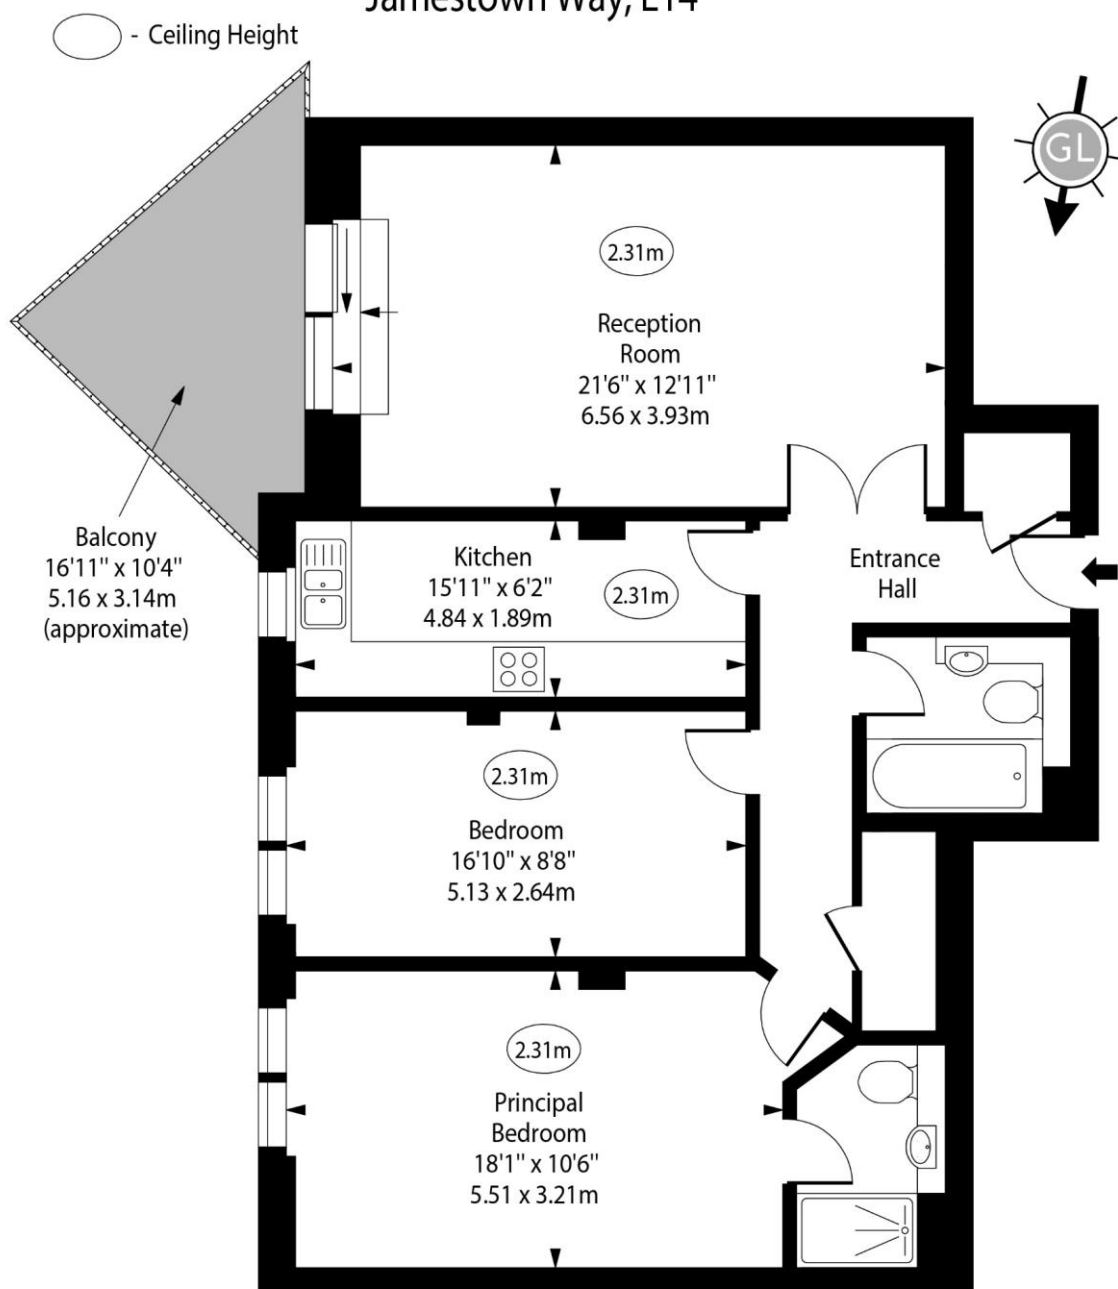 Jamestown Way, E14
- Ceiling Height
GL
2.31m
Reception
Room
21'6" x 12'11"
6.56 x 3.93m
Balcony
16'11" x 10'4"
5.16 x 3.14m
(approximate)
Kitchen
15'11" x 6'2"
4.84 x 1.89m
2.31m
Entrance
Hall
2.31m
Bedroom
16'10" x 8'8"
5.13 x 2.64m
2.31m
Principal
Bedroom
18'1" x 10'6"
5.51 x 3.21m